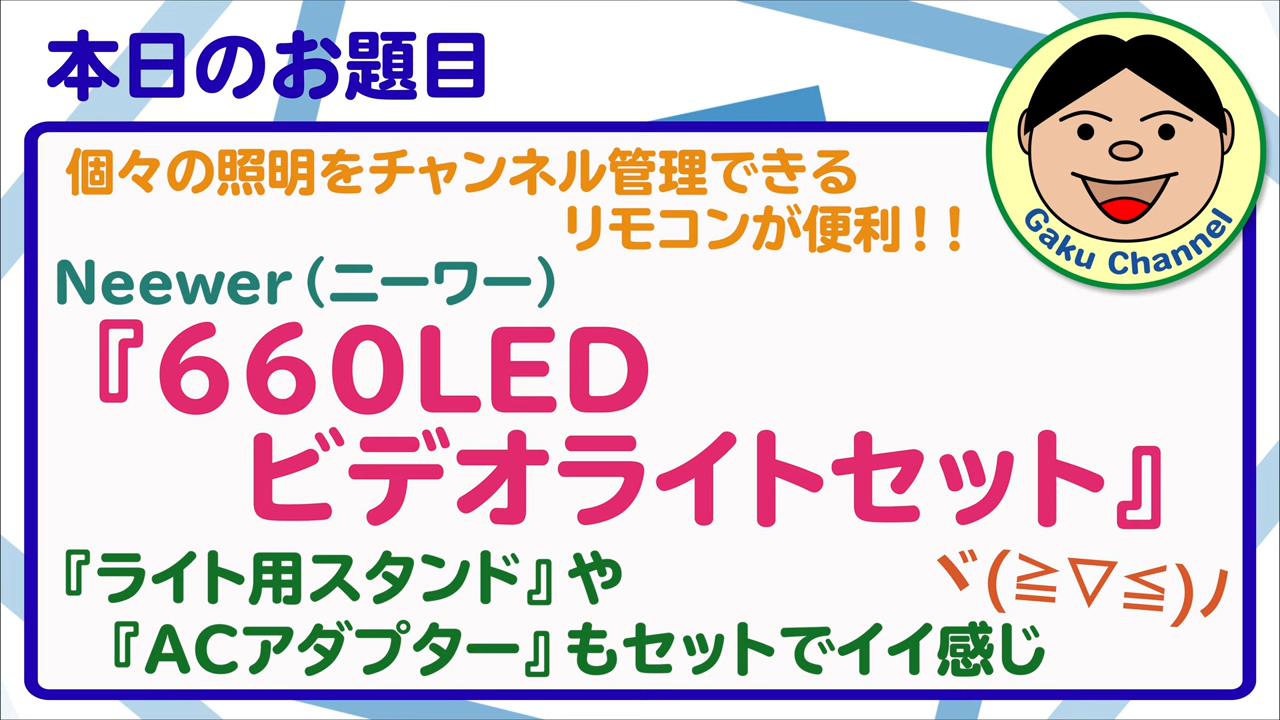 本日のお題目
個々の照明をチャンネル管理できる
リモコンが便利！！
Neewer（ニーワー）
『660LED
ビデオライトセット』
『ライト用スタンド』や
『ACアダプター』もセットでイイ感じ
ヾ(≧▽≦)ﾉ
Gaku Channel